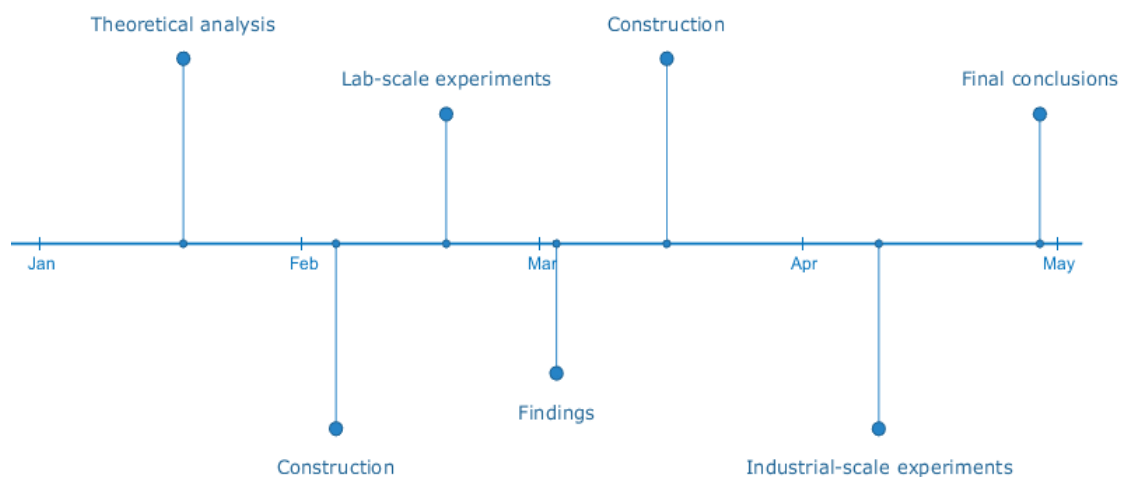 Theoretical analysis
Construction
Lab-scale experiments
Final conclusions
Jan
Feb
Mar
Apr
May
Findings
Construction
Industrial-scale experiments